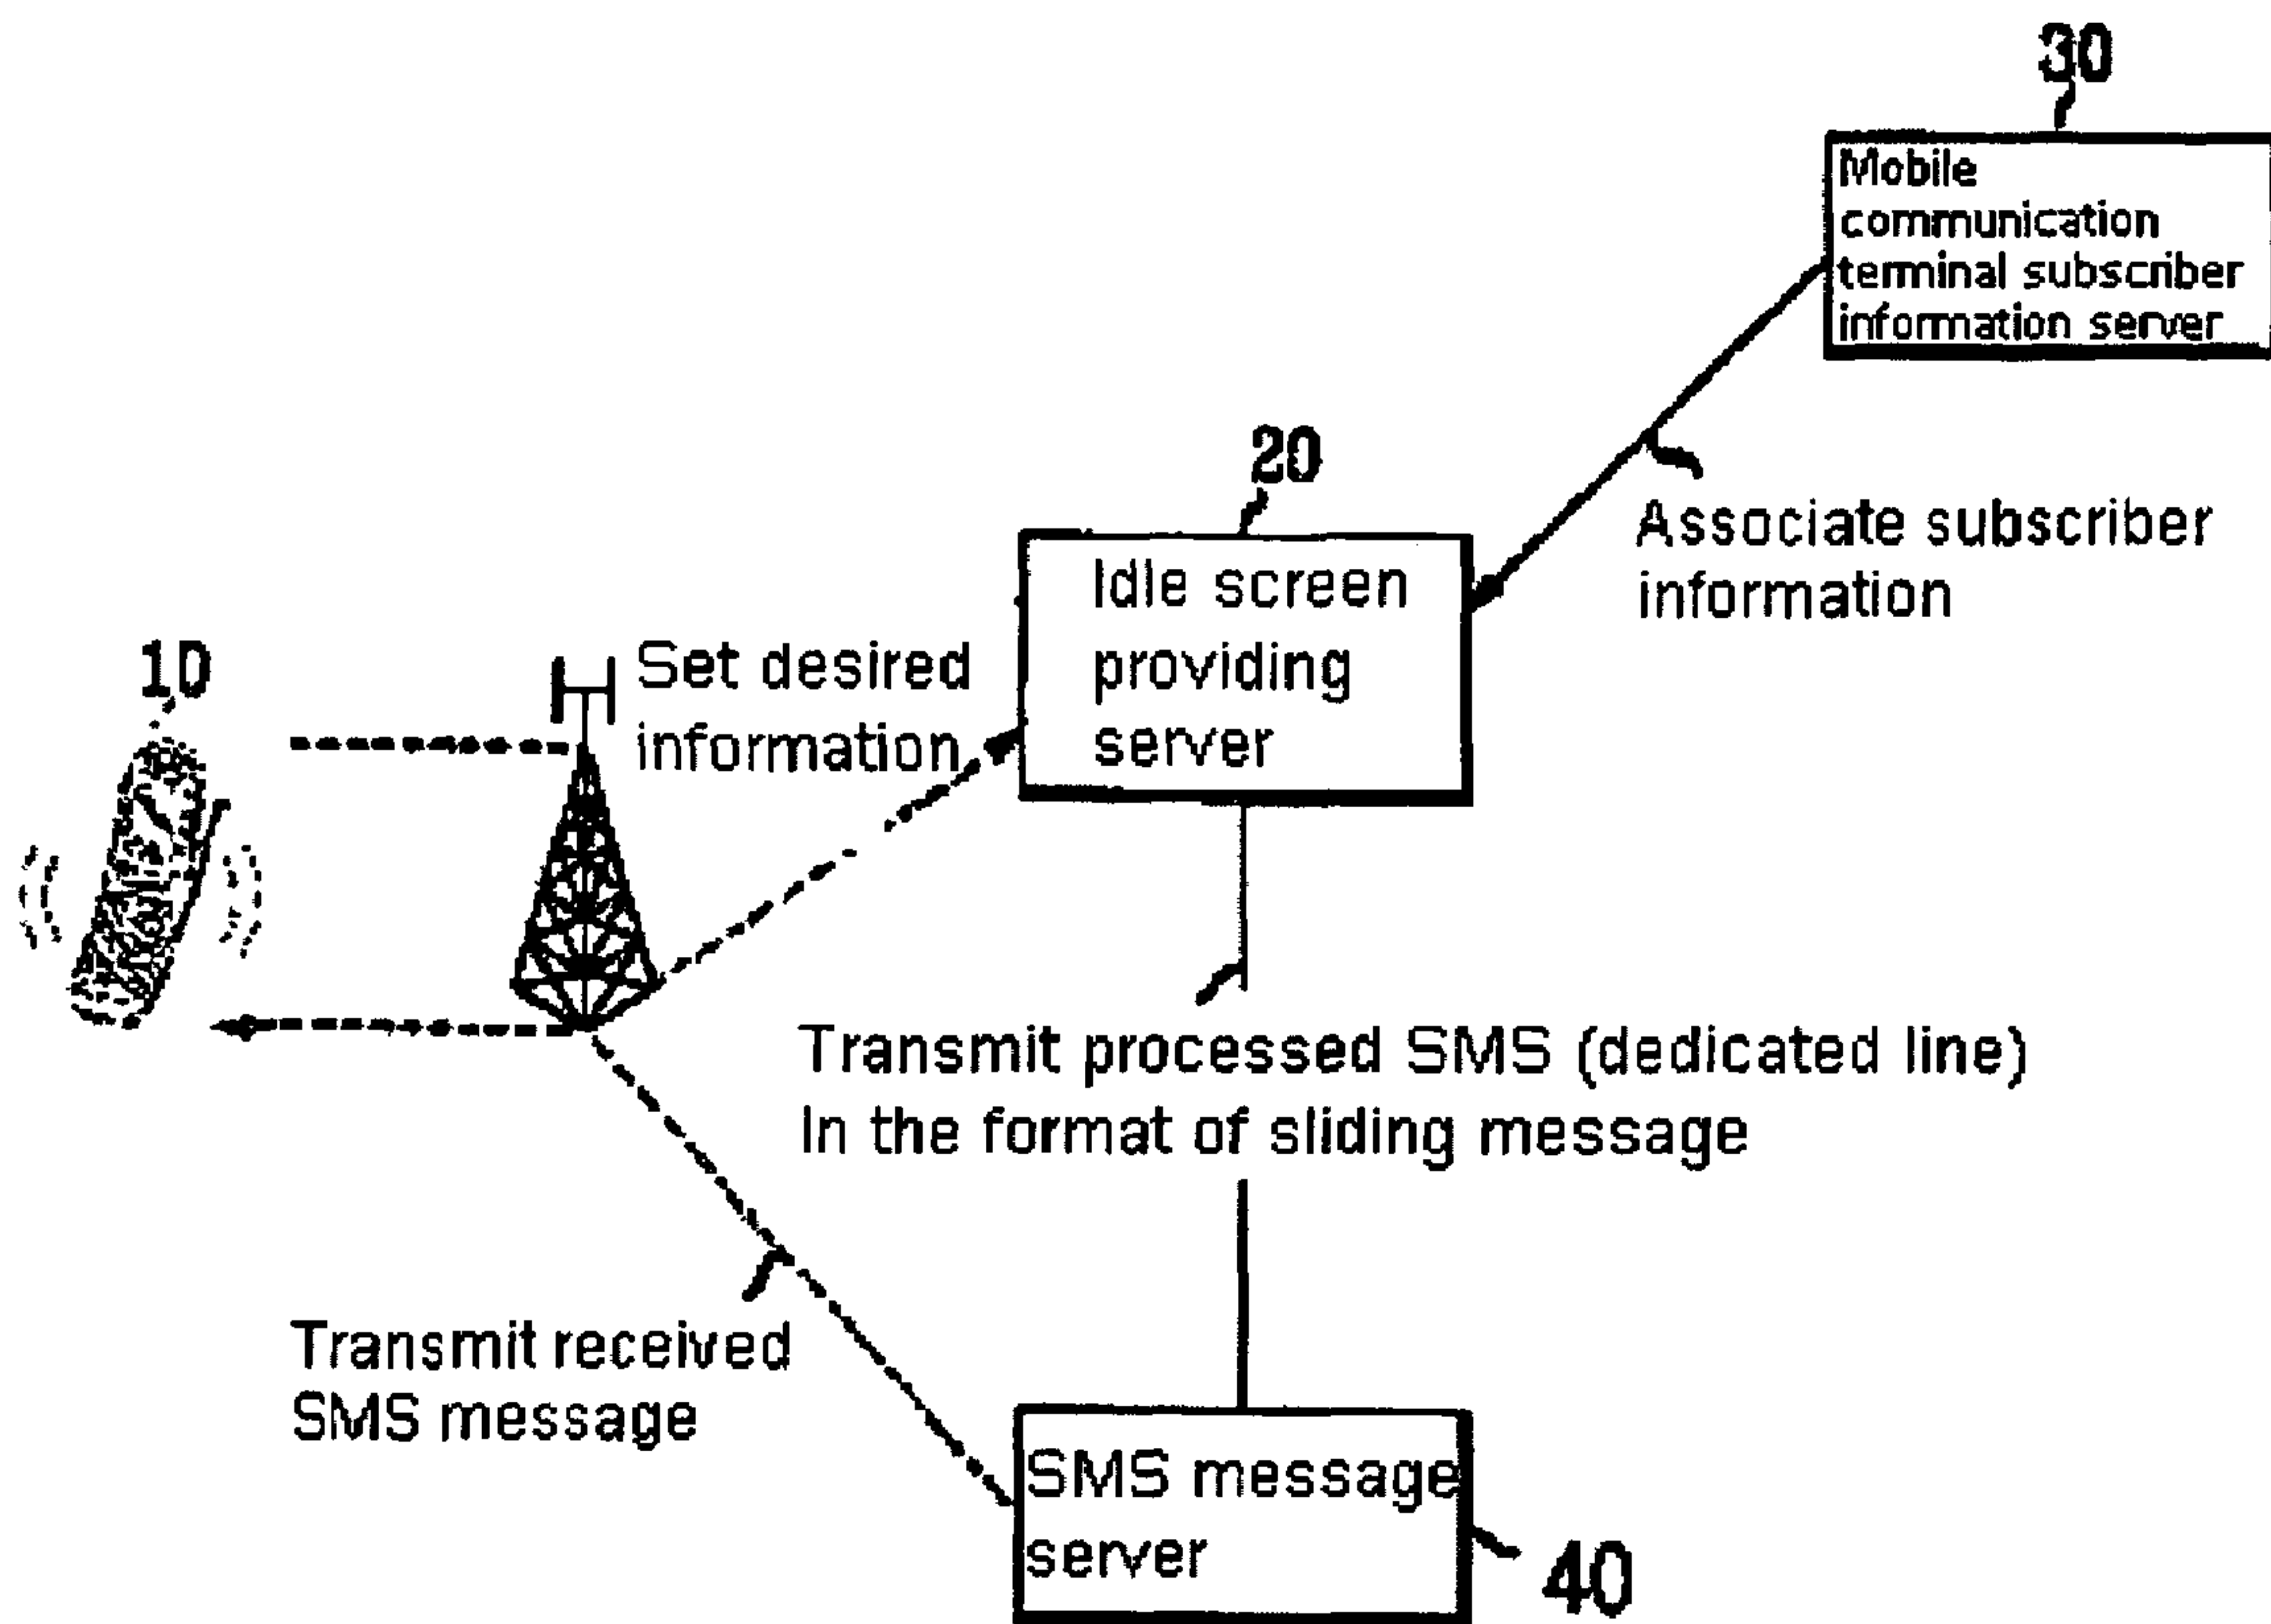 30
Mobile
communication
terminal subscriber
information server
20
Associate subscriber
information
Idle screen
providing
server
10
Set desired
information
Transmit processed SMS (dedicated line)
In the format of sliding message
Transmit received
SMS message
SMS message
server
40